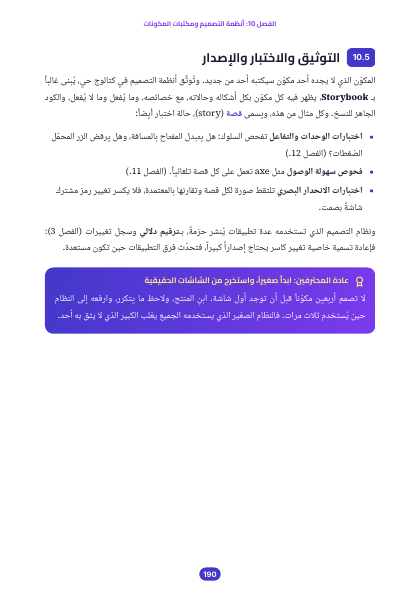 الفصل 10: أنظمة التصميم ومكتبات المكونات
10.5 التوثيق والاختبار والإصدار
المكوّن الذي لا يجده أحد مكوّن سيكتبه أحد من جديد. وتُوثَّق أنظمة التصميم في كتالوج حي، يُبنى غالباً
بـ Storybook، يظهر فيه كل مكوّن بكل أشكاله وحالاته، مع خصائصه، وما يُفعل وما لا يُفعل، والكود
الجاهز للنسخ. وكل مثال من هذه، ويسمى قصة (story)، حالة اختبار أيضاً:
• اختبارات الوحدات والتفاعل تفحص السلوك: هل يتبدل المفتاح بالمسافة، وهل يرفض الزر المحمّل
الضغطات؟ (الفصل 12.)
• فحوص سهولة الوصول مثل axe تعمل على كل قصة تلقائياً. (الفصل 11.)
• اختبارات الانحدار البصري تلتقط صورة لكل قصة وتقارنها بالمعتمدة، فلا يكسر تغيير رمز مشترك
شاشةً بصمت.
ونظام التصميم الذي تستخدمه عدة تطبيقات يُنشر حزمةً، بـترقيم دلالي وسجل تغييرات (الفصل 3):
فإعادة تسمية خاصية تغيير كاسر يحتاج إصداراً كبيراً، فتحدّث فرق التطبيقات حين تكون مستعدة.
عادة المحترفين: ابدأ صغيراً، واستخرج من الشاشات الحقيقية
لا تصمم أربعين مكوّناً قبل أن توجد أول شاشة. ابنِ المنتج، ولاحظ ما يتكرر، وارفعه إلى النظام
حين يُستخدم ثلاث مرات. فالنظام الصغير الذي يستخدمه الجميع يغلب الكبير الذي لا يثق به أحد.
190